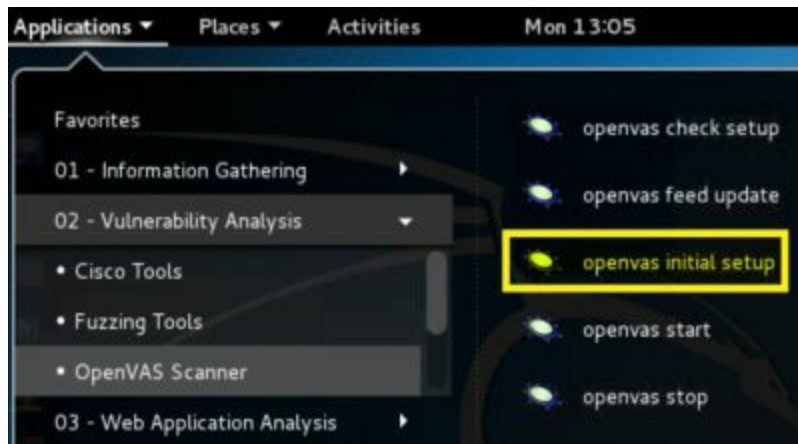 Applications ▾ Places ▾ Activities Mon 13:05
Favorites
01 - Information Gathering
02 - Vulnerability Analysis
• Cisco Tools
• Fuzzing Tools
• OpenVAS Scanner
03 - Web Application Analysis
openvas check setup
openvas feed update
openvas initial setup
openvas start
openvas stop